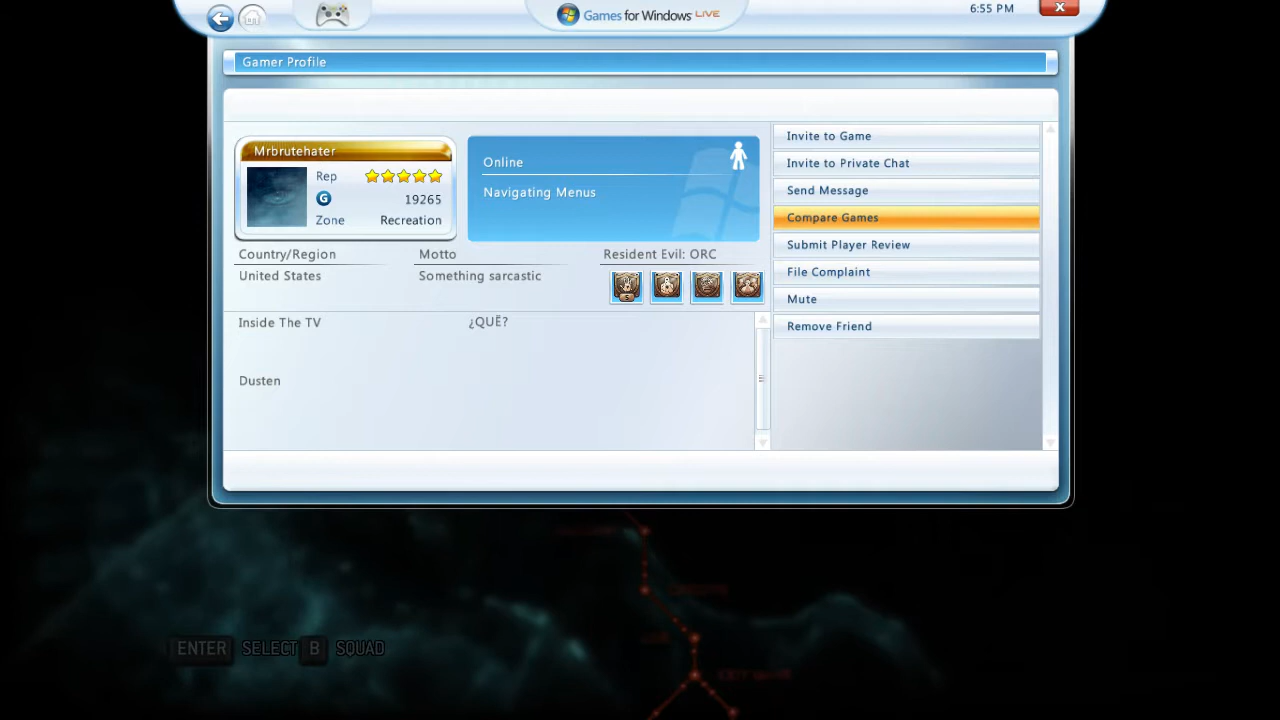 Games for Windows LIVE
6:55 PM
Gamer Profile
Mrbrutehater
Rep
G 19265
Zone Recreation
Online
Navigating Menus
Country/Region
United States
Motto
Something sarcastic
Resident Evil: ORC
Inside The TV
¿QUË?
Dusten
Invite to Game
Invite to Private Chat
Send Message
Compare Games
Submit Player Review
File Complaint
Mute
Remove Friend
ENTER SELECT B SQUAD